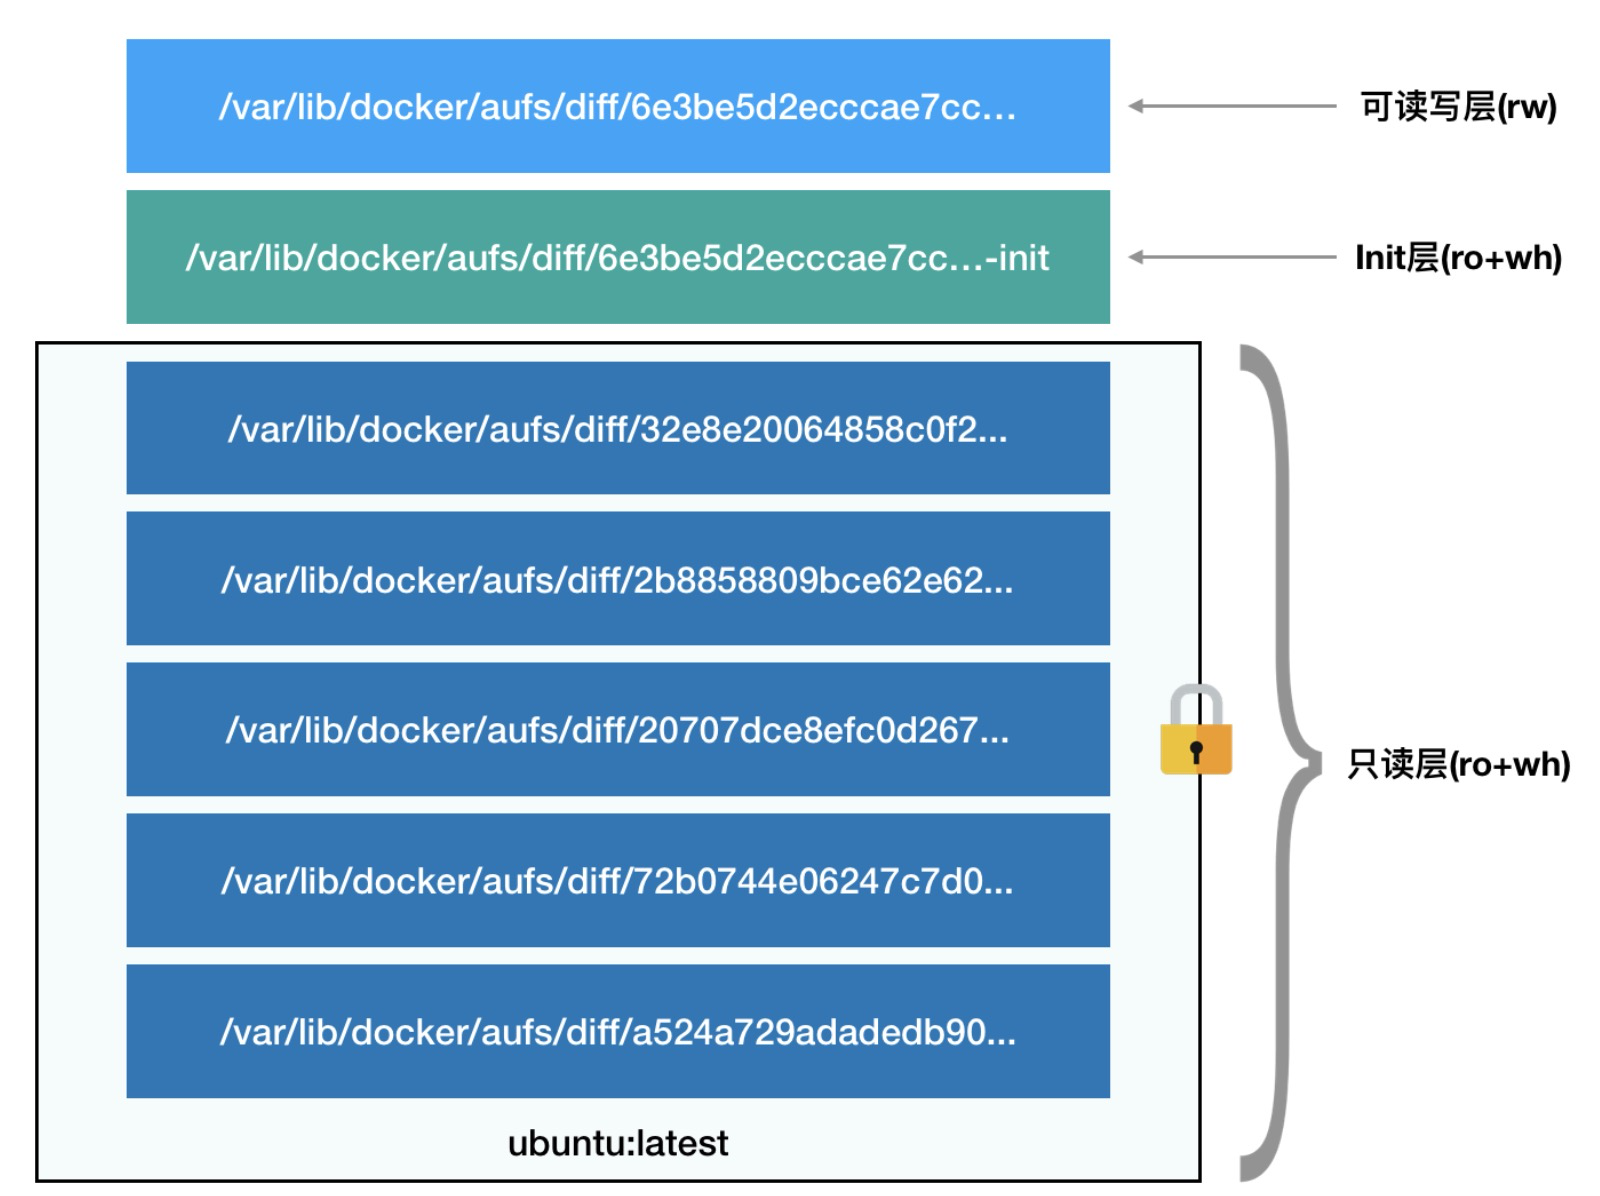 /var/lib/docker/aufs/diff/6e3be5d2ecccae7cc...
可读写层(rw)
/var/lib/docker/aufs/diff/6e3be5d2ecccae7cc...-init
Init层(ro+wh)
/var/lib/docker/aufs/diff/32e8e20064858c0f2...
/var/lib/docker/aufs/diff/2b8858809bce62e62...
/var/lib/docker/aufs/diff/20707dce8efc0d267...
只读层(ro+wh)
/var/lib/docker/aufs/diff/72b0744e06247c7d0...
/var/lib/docker/aufs/diff/a524a729adadedb90...
ubuntu:latest